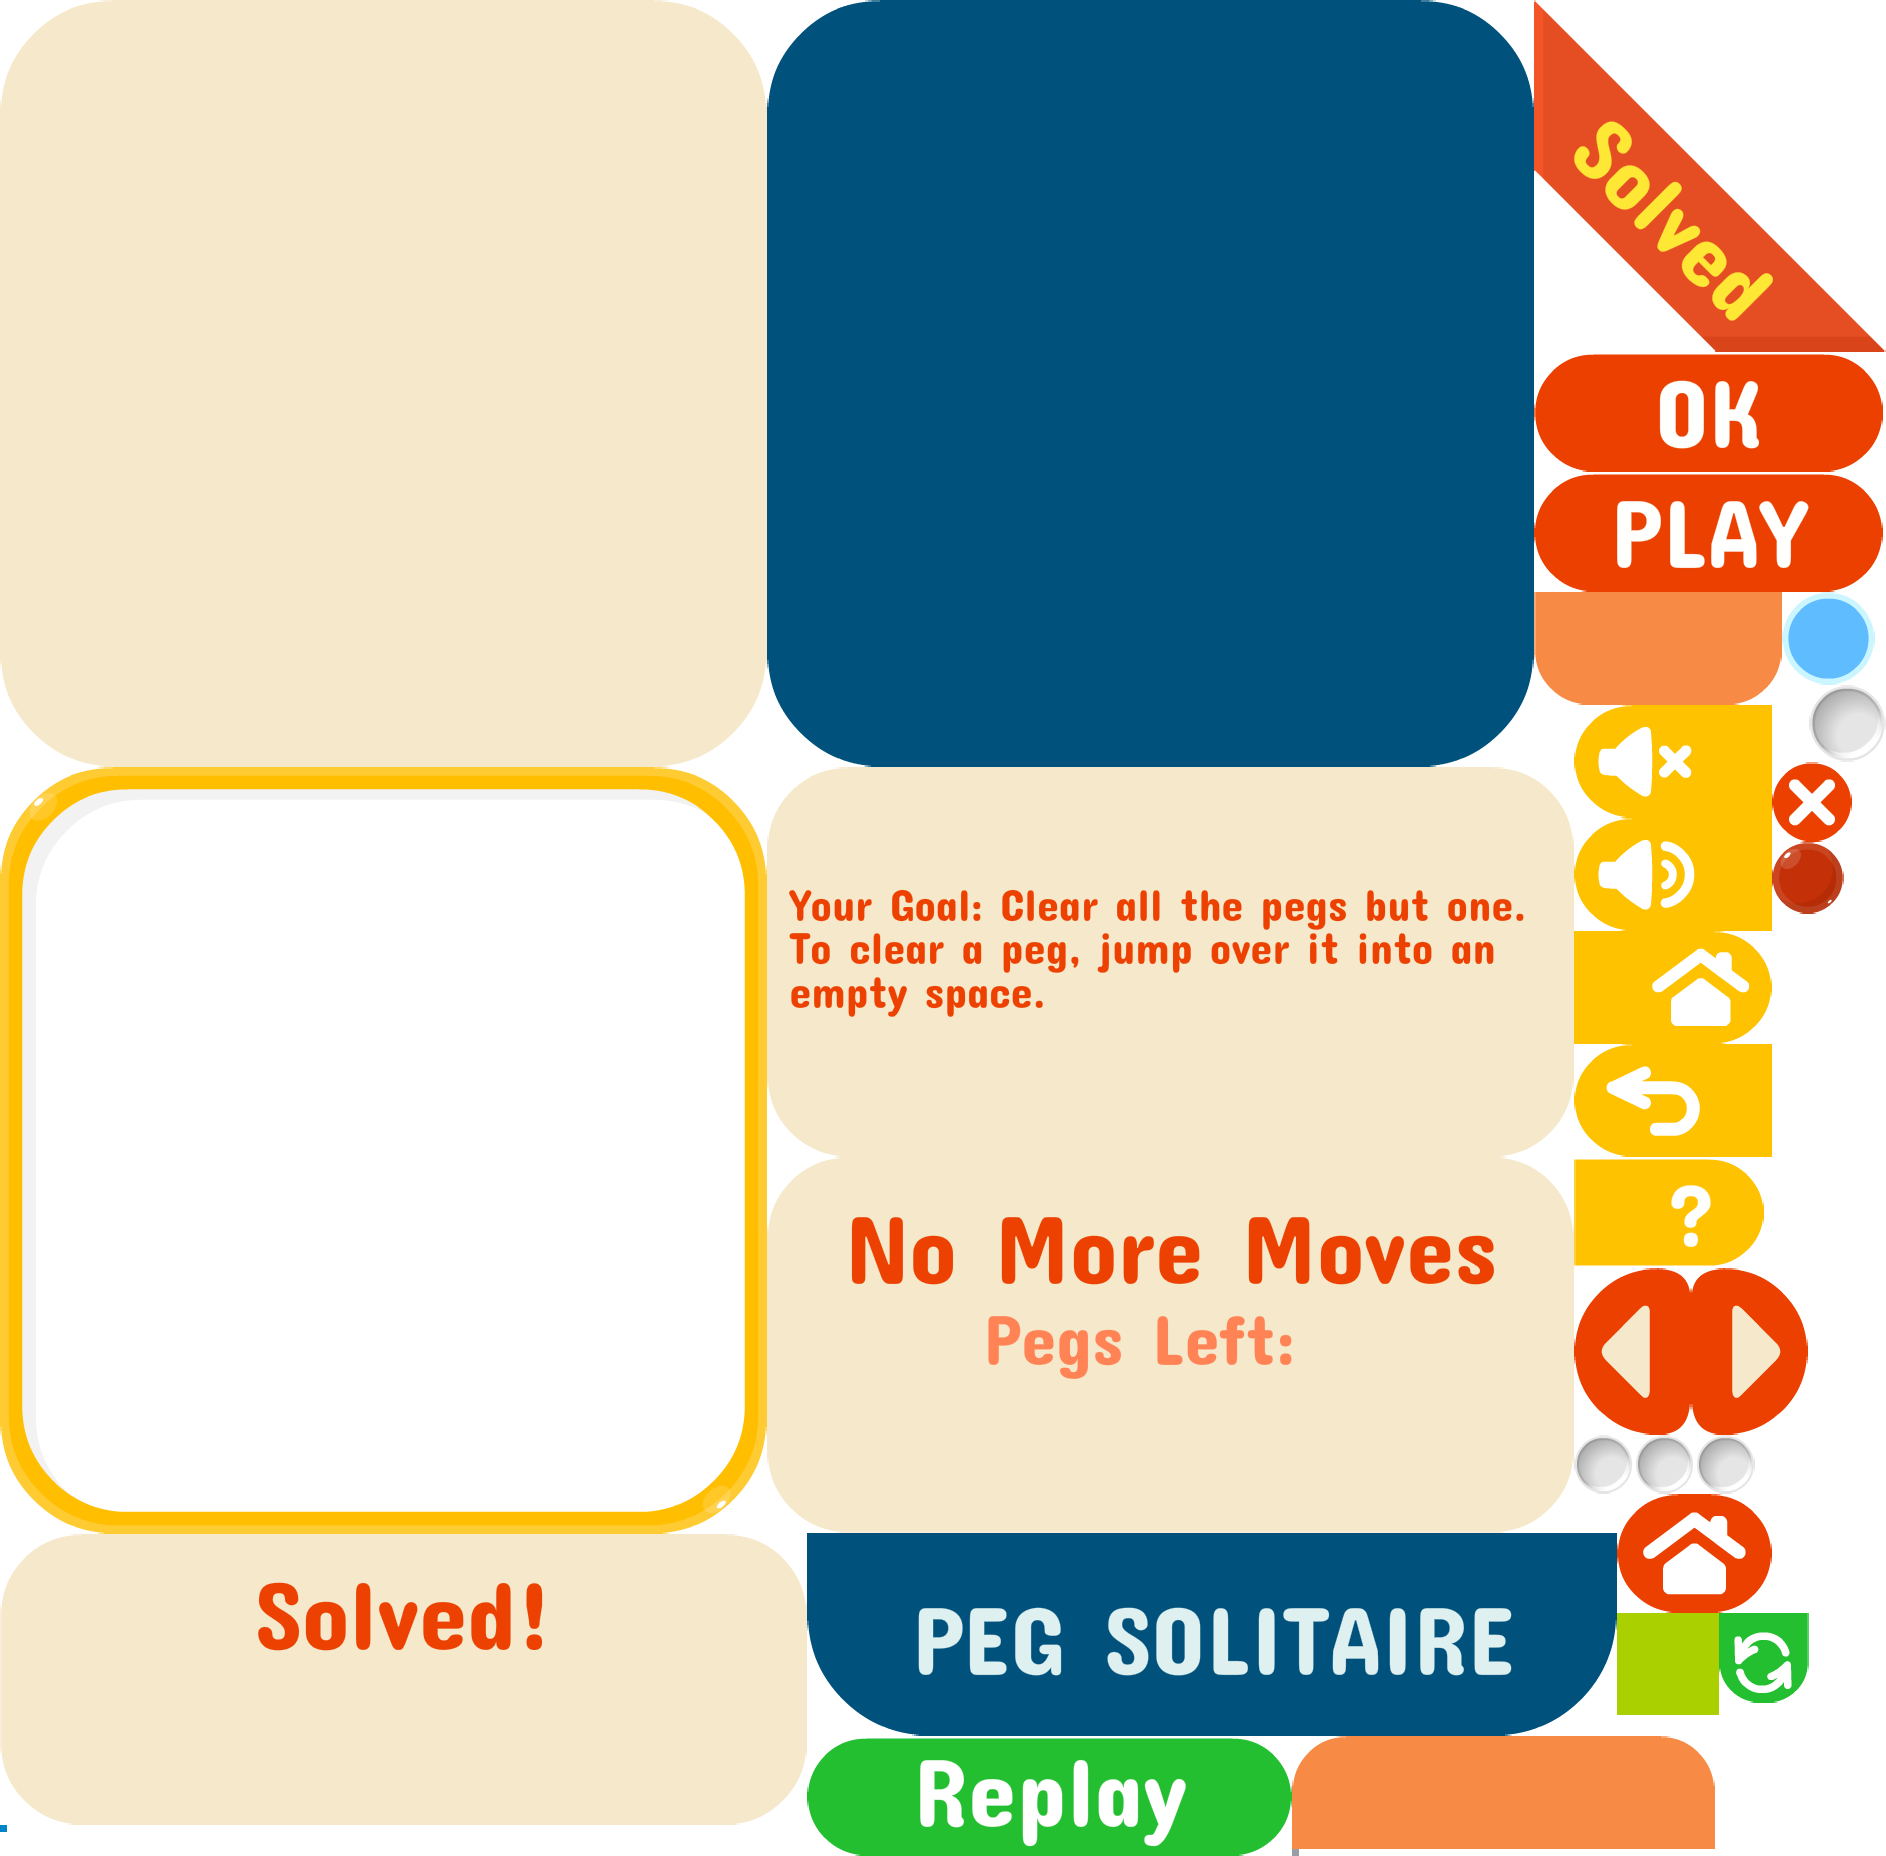 Solved
OK
PLAY
Your Goal: Clear all the pegs but one.
To clear a peg, jump over it into an
empty space.
?
No More Moves
Pegs Left:
Solved!
PEG SOLITAIRE
Replay